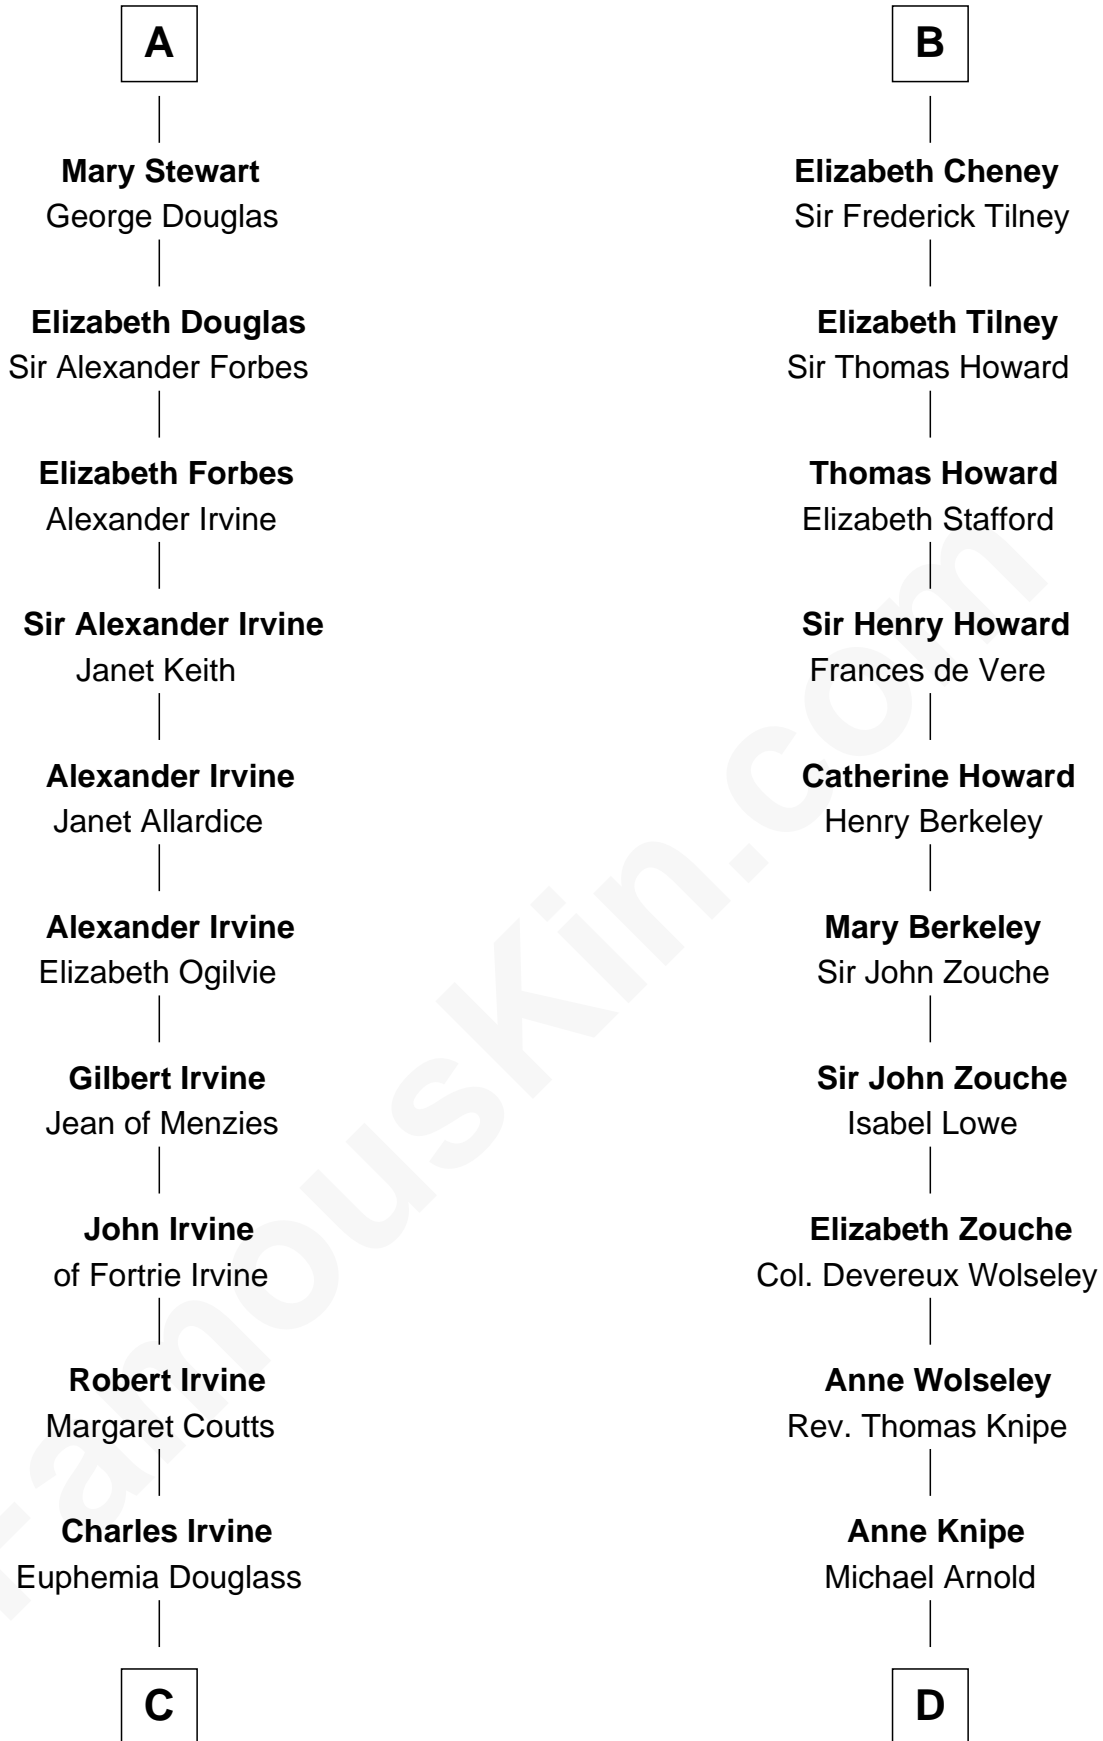 A
Mary Stewart
George Douglas
Elizabeth Douglas
Sir Alexander Forbes
Elizabeth Forbes
Alexander Irvine
Sir Alexander Irvine
Janet Keith
Alexander Irvine
Janet Allardice
Alexander Irvine
Elizabeth Ogilvie
Gilbert Irvine
Jean of Menzies
John Irvine
of Fortrie Irvine
Robert Irvine
Margaret Coutts
Charles Irvine
Euphemia Douglass
C
B
Elizabeth Cheney
Sir Frederick Tilney
Elizabeth Tilney
Sir Thomas Howard
Thomas Howard
Elizabeth Stafford
Sir Henry Howard
Frances de Vere
Catherine Howard
Henry Berkeley
Mary Berkeley
Sir John Zouche
Sir John Zouche
Isabel Lowe
Elizabeth Zouche
Col. Devereux Wolseley
Anne Wolseley
Rev. Thomas Knipe
Anne Knipe
Michael Arnold
D
FamousKin.com